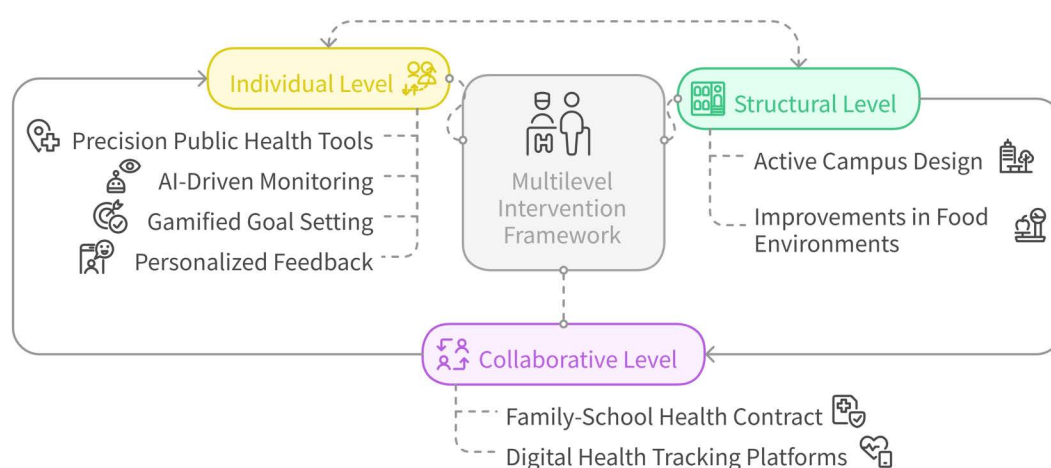 Individual Level
Precision Public Health Tools
AI-Driven Monitoring
Gamified Goal Setting
Personalized Feedback
Multilevel
Intervention
Framework
Structural Level
Active Campus Design
Improvements in Food
Environments
Collaborative Level
Family-School Health Contract
Digital Health Tracking Platforms